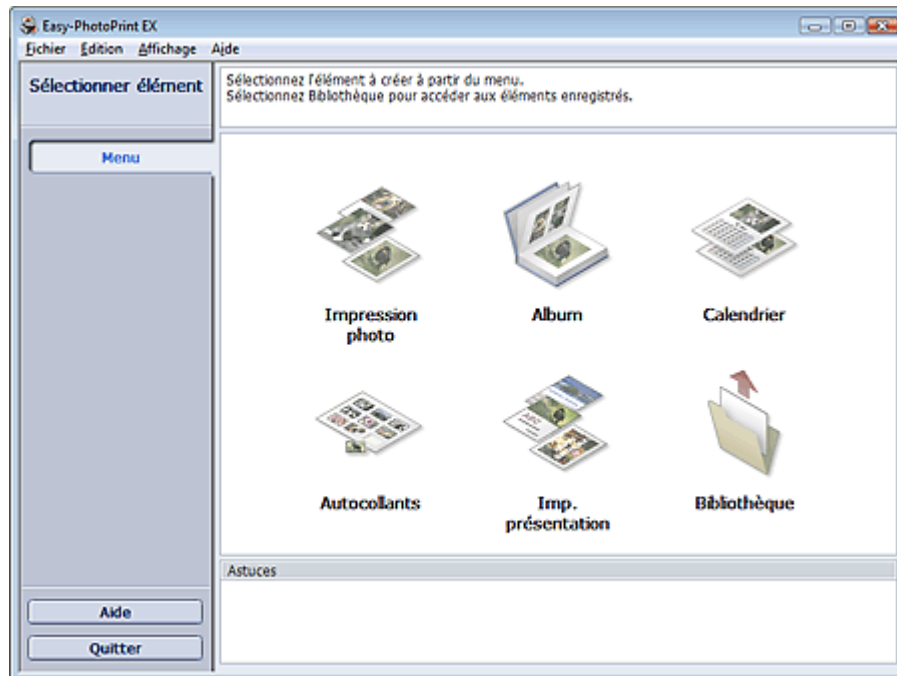 Easy-PhotoPrint EX
Fichier Édition Affichage Aide
Sélectionner élément
Sélectionnez l'élément à créer à partir du menu.
Sélectionnez Bibliothèque pour accéder aux éléments enregistrés.
Menu
Impression
photo
Album
Calendrier
Autocollants
Imp.
présentation
Bibliothèque
Astuces
Aide
Quitter